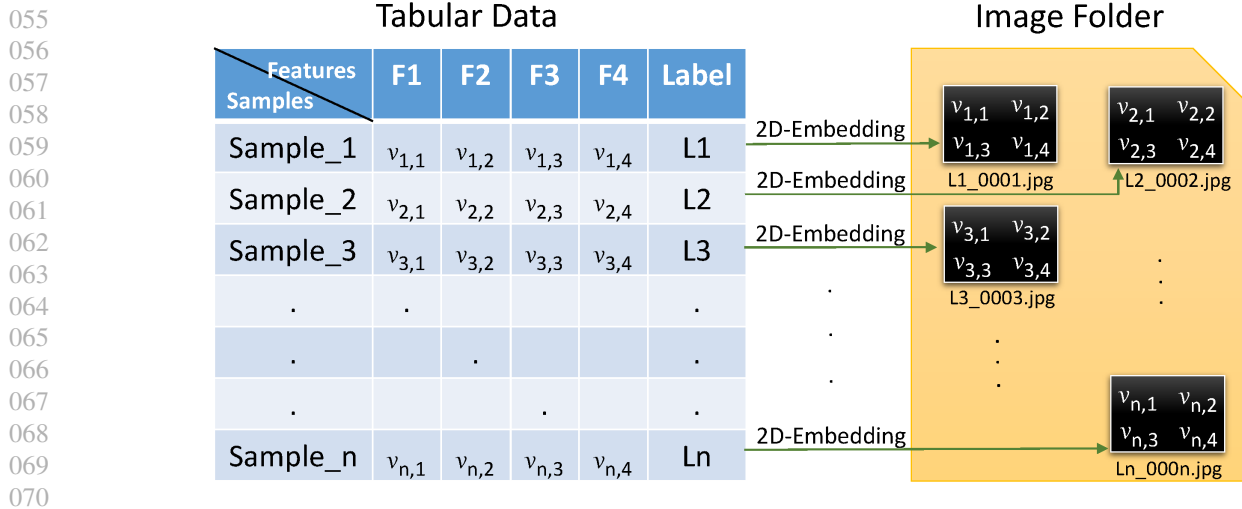 055
056
057
058
059
060
061
062
063
064
065
066
067
068
069
070
Tabular Data
Features
Samples
F1 F2 F3 F4 Label
Sample_1 v1,1 v1,2 v1,3 v1,4 L1
Sample_2 v2,1 v2,2 v2,3 v2,4 L2
Sample_3 v3,1 v3,2 v3,3 v3,4 L3
. . .
. . .
. . .
Sample_n vn,1 vn,2 vn,3 vn,4 Ln
2D-Embedding
2D-Embedding
2D-Embedding
.
.
.
2D-Embedding
Image Folder
v1,1 v1,2
v1,3 v1,4
L1_0001.jpg
v2,1 v2,2
v2,3 v2,4
L2_0002.jpg
v3,1 v3,2
v3,3 v3,4
L3_0003.jpg
.
.
.
.
.
.
vn,1 vn,2
vn,3 vn,4
Ln_000n.jpg